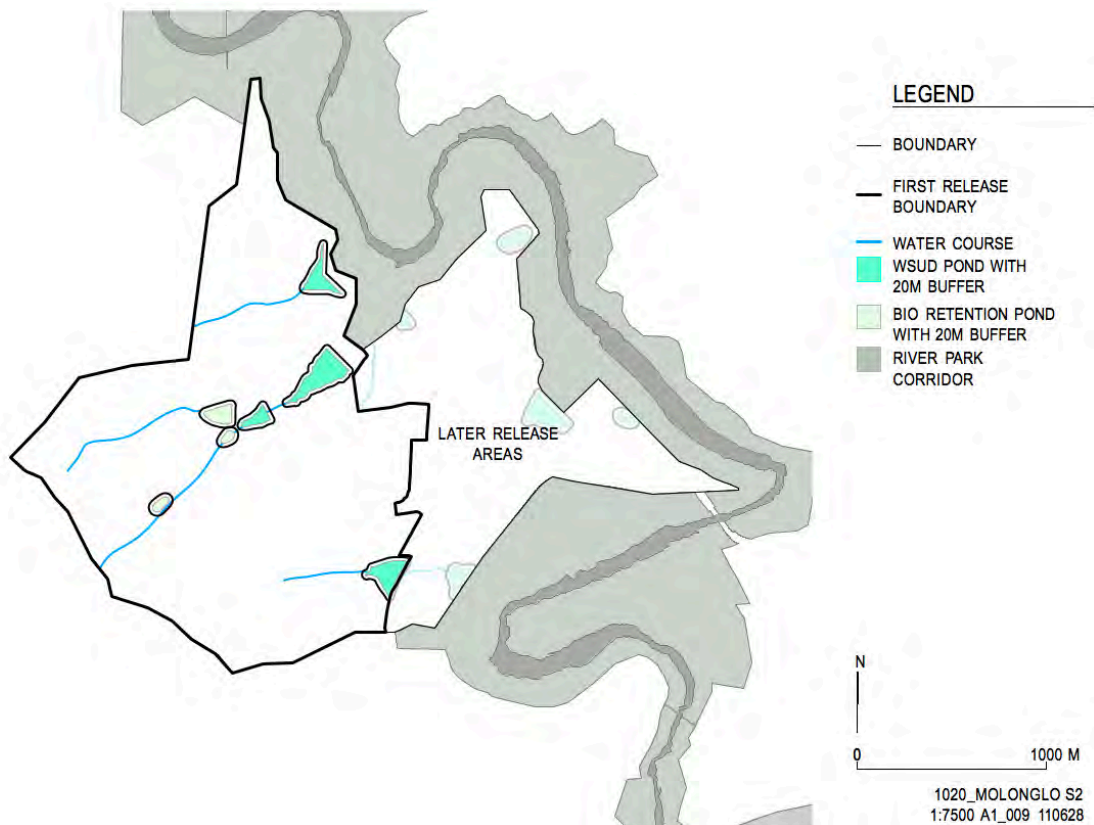 LEGEND
BOUNDARY
FIRST RELEASE
BOUNDARY
WATER COURSE
WSUD POND WITH
20M BUFFER
BIO RETENTION POND
WITH 20M BUFFER
RIVER PARK
CORRIDOR
LATER RELEASE
AREAS
N
0 1000 M
1020_MOLONGLO S2
1:7500 A1_009 110628